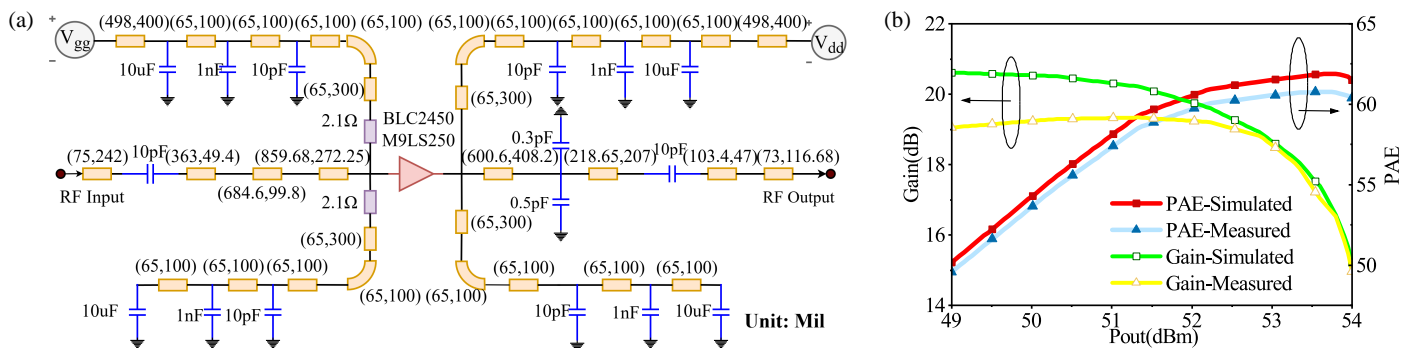 (a)
(498,400) (65,100) (65,100) (65,100) (65,100) (65,100) (65,100) (65,100) (65,100) (498,400)
+ Vgg -
+ Vdd -
10uF 1nF 10pF 10pF 1nF 10uF
(65,300) (65,300)
2.1Ω BLC2450 0.3pF
M9LS250
(75,242) 10pF (363,49.4) (859.68,272.25) (600.6,408.2) (218.65,207) 10pF (103.4,47) (73,116.68)
RF Input (684.6,99.8) RF Output
2.1Ω 0.5pF
(65,300) (65,300)
(65,100) (65,100) (65,100) (65,100) (65,100) (65,100) (65,100)
(65,100)
10uF 1nF 10pF 10pF 1nF 10uF
Unit: Mil
(b)
22 65
20 60
18 55
16 50
14
Gain(dB)
PAE
PAE-Simulated
PAE-Measured
Gain-Simulated
Gain-Measured
49 50 51 52 53 54
Pout(dBm)